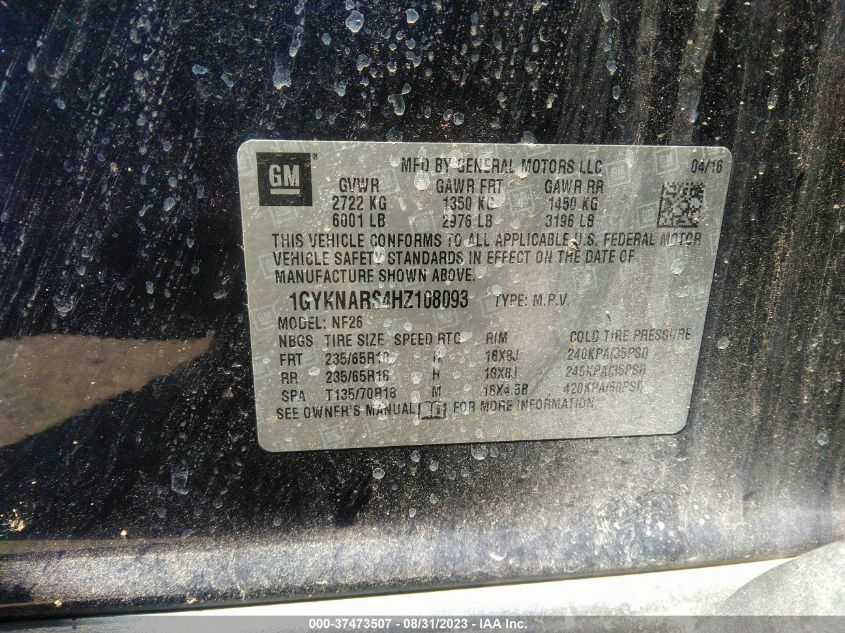 GM ® MFD BY GENERAL MOTORS LLC 04/16
GVWR GAWR FRT GAWR RR
2722 KG 1350 KG 1450 KG
6001 LB 2976 LB 3196 LB
THIS VEHICLE CONFORMS TO ALL APPLICABLE U.S. FEDERAL MOTOR
VEHICLE SAFETY STANDARDS IN EFFECT ON THE DATE OF
MANUFACTURE SHOWN ABOVE.
1GYKNARS4HZ108093 TYPE: M.P.V.
MODEL: NF26
NBGS TIRE SIZE SPEED RTG RIM COLD TIRE PRESSURE
FRT 235/65R18 H 18X8J 240KPA(35PSI)
RR 235/65R18 H 18X8J 240KPA(35PSI)
SPA T135/70R18 M 18X4.5B 420KPA(60PSI)
SEE OWNER'S MANUAL FOR MORE INFORMATION.
000-37473507 - 08/31/2023 - © IAA Inc.